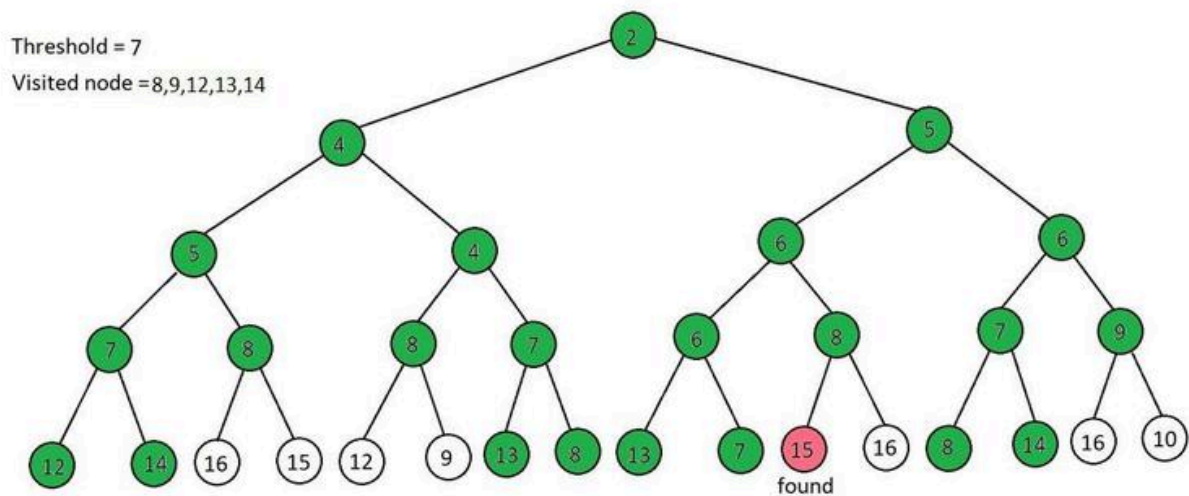 Threshold = 7
Visited node =8,9,12,13,14
2
4 5
5 4 6 6
7 8 8 7 6 8 7 9
12 14 16 15 12 9 13 8 13 7 15 16 8 14 16 10
found